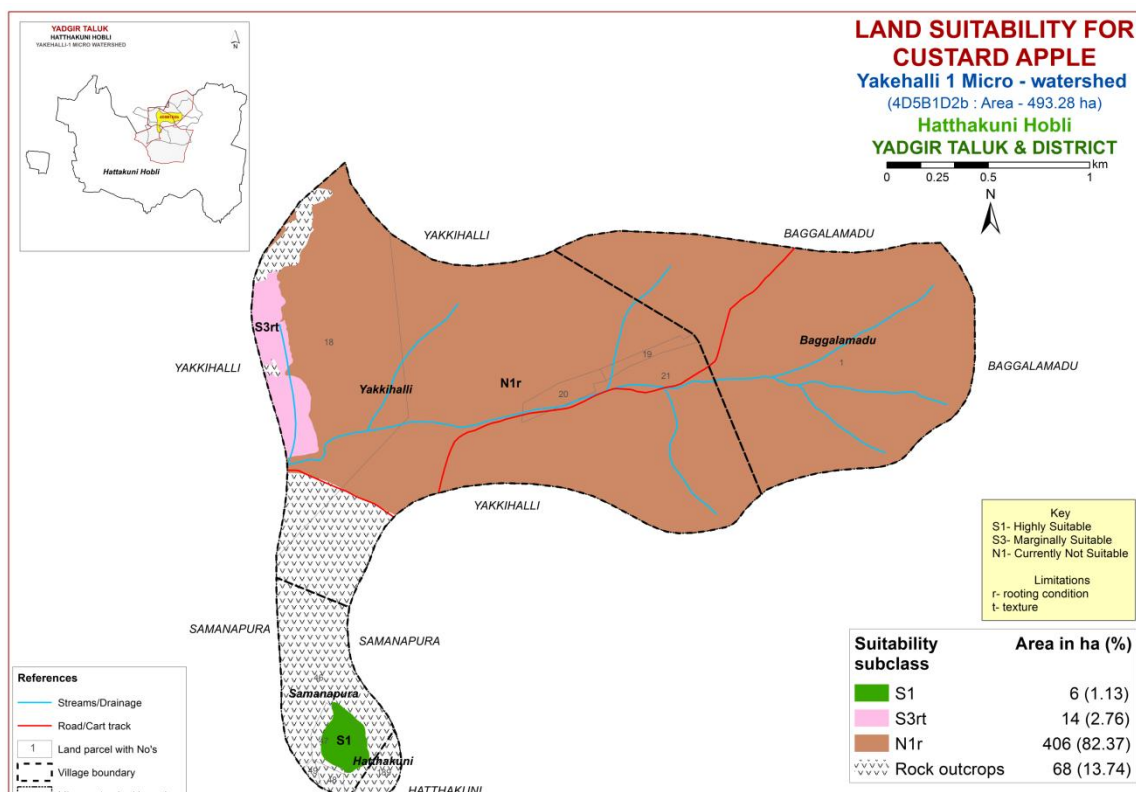 YADGIR TALUK
HATTHAKUNI HOBLI
YAKEHALLI-1 MICRO WATERSHED
N
Hattakuni Hobli
LAND SUITABILITY FOR
CUSTARD APPLE
Yakehalli 1 Micro - watershed
(4D5B1D2b : Area - 493.28 ha)
Hatthakuni Hobli
YADGIR TALUK & DISTRICT
km
0 0.25 0.5 1
N
YAKKIHALLI
BAGGALAMADU
S3rt
18
YAKKIHALLI
Yakkihalli
N1r
19
20
21
Baggalamadu
1
BAGGALAMADU
YAKKIHALLI
SAMANAPURA
SAMANAPURA
Samanapura
S1
Hatthakuni
48
HATTHAKUNI
Key
S1- Highly Suitable
S3- Marginally Suitable
N1- Currently Not Suitable
Limitations
r- rooting condition
t- texture
Suitability subclass Area in ha (%)
S1 6 (1.13)
S3rt 14 (2.76)
N1r 406 (82.37)
Rock outcrops 68 (13.74)
References
Streams/Drainage
Road/Cart track
1 Land parcel with No's
Village boundary